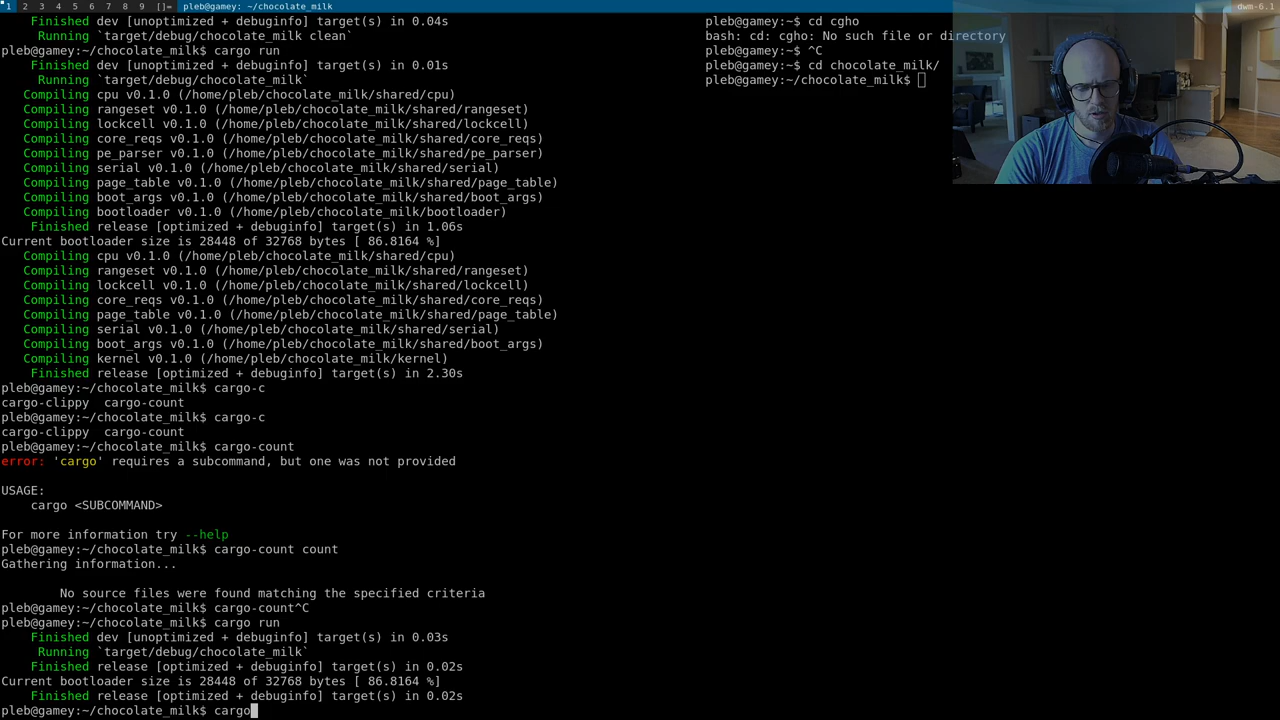 1 2 3 4 5 6 7 8 9 []= pleb@gamey: ~/chocolate_milk dwm-6.1
Finished dev [unoptimized + debuginfo] target(s) in 0.04s
Running `target/debug/chocolate_milk clean`
pleb@gamey:~/chocolate_milk$ cargo run
Finished dev [unoptimized + debuginfo] target(s) in 0.01s
Running `target/debug/chocolate_milk`
Compiling cpu v0.1.0 (/home/pleb/chocolate_milk/shared/cpu)
Compiling rangeset v0.1.0 (/home/pleb/chocolate_milk/shared/rangeset)
Compiling lockcell v0.1.0 (/home/pleb/chocolate_milk/shared/lockcell)
Compiling core_reqs v0.1.0 (/home/pleb/chocolate_milk/shared/core_reqs)
Compiling pe_parser v0.1.0 (/home/pleb/chocolate_milk/shared/pe_parser)
Compiling serial v0.1.0 (/home/pleb/chocolate_milk/shared/serial)
Compiling page_table v0.1.0 (/home/pleb/chocolate_milk/shared/page_table)
Compiling boot_args v0.1.0 (/home/pleb/chocolate_milk/shared/boot_args)
Compiling bootloader v0.1.0 (/home/pleb/chocolate_milk/bootloader)
Finished release [optimized + debuginfo] target(s) in 1.06s
Current bootloader size is 28448 of 32768 bytes [ 86.8164 %]
Compiling cpu v0.1.0 (/home/pleb/chocolate_milk/shared/cpu)
Compiling rangeset v0.1.0 (/home/pleb/chocolate_milk/shared/rangeset)
Compiling lockcell v0.1.0 (/home/pleb/chocolate_milk/shared/lockcell)
Compiling core_reqs v0.1.0 (/home/pleb/chocolate_milk/shared/core_reqs)
Compiling page_table v0.1.0 (/home/pleb/chocolate_milk/shared/page_table)
Compiling serial v0.1.0 (/home/pleb/chocolate_milk/shared/serial)
Compiling boot_args v0.1.0 (/home/pleb/chocolate_milk/shared/boot_args)
Compiling kernel v0.1.0 (/home/pleb/chocolate_milk/kernel)
Finished release [optimized + debuginfo] target(s) in 2.30s
pleb@gamey:~/chocolate_milk$ cargo-c
cargo-clippy cargo-count
pleb@gamey:~/chocolate_milk$ cargo-c
cargo-clippy cargo-count
pleb@gamey:~/chocolate_milk$ cargo-count
error: 'cargo' requires a subcommand, but one was not provided
USAGE:
cargo <SUBCOMMAND>
For more information try --help
pleb@gamey:~/chocolate_milk$ cargo-count count
Gathering information...
No source files were found matching the specified criteria
pleb@gamey:~/chocolate_milk$ cargo-count^C
pleb@gamey:~/chocolate_milk$ cargo run
Finished dev [unoptimized + debuginfo] target(s) in 0.03s
Running `target/debug/chocolate_milk`
Finished release [optimized + debuginfo] target(s) in 0.02s
Current bootloader size is 28448 of 32768 bytes [ 86.8164 %]
Finished release [optimized + debuginfo] target(s) in 0.02s
pleb@gamey:~/chocolate_milk$ cargo
pleb@gamey:~$ cd cgho
bash: cd: cgho: No such file or directory
pleb@gamey:~$ ^C
pleb@gamey:~$ cd chocolate_milk/
pleb@gamey:~/chocolate_milk$